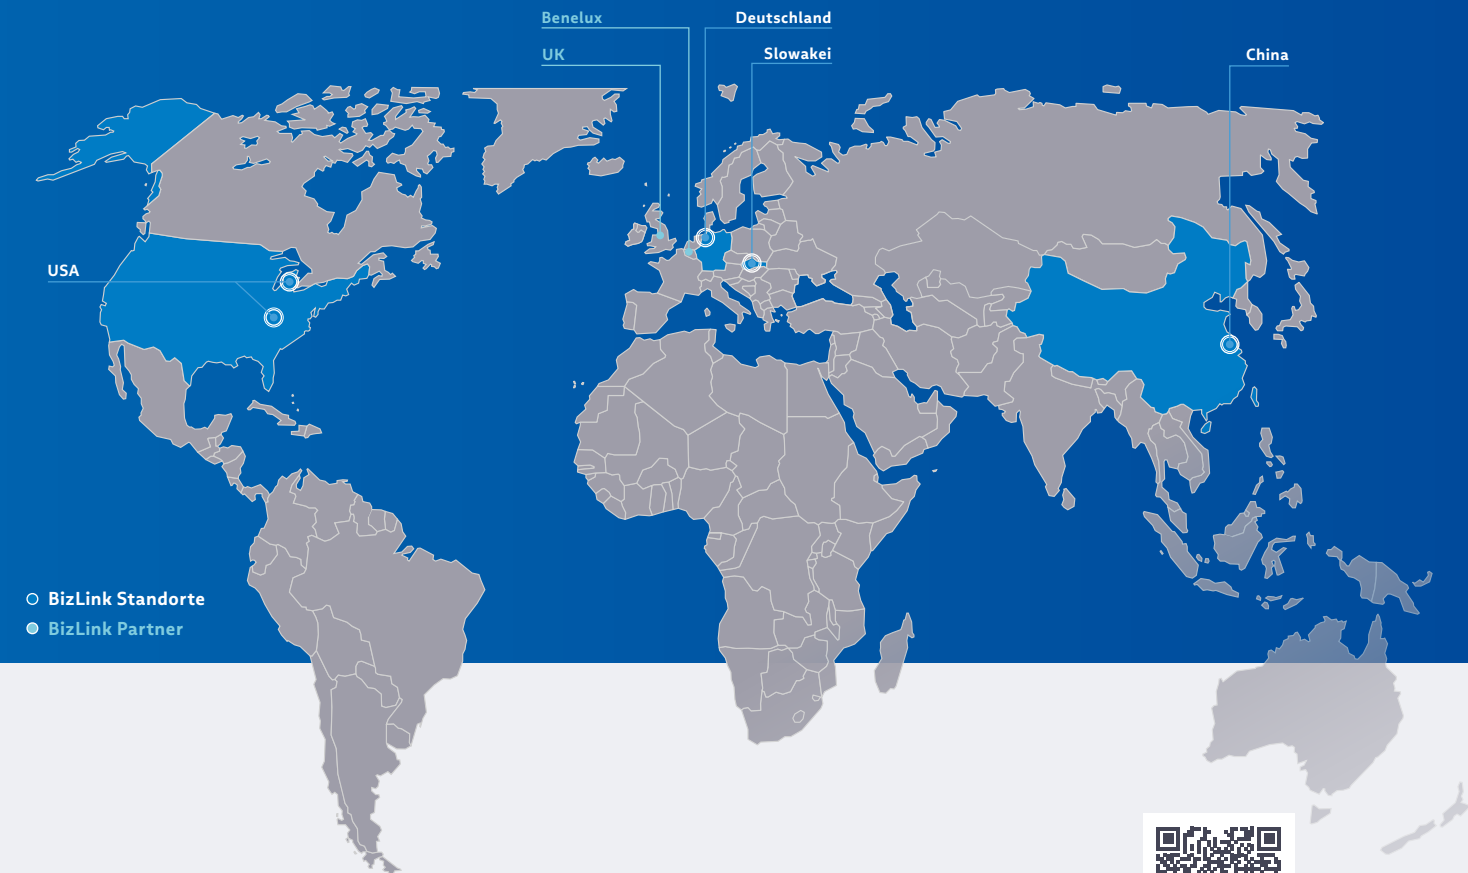 Benelux
Deutschland
UK
Slowakei
China
USA
BizLink Standorte
BizLink Partner